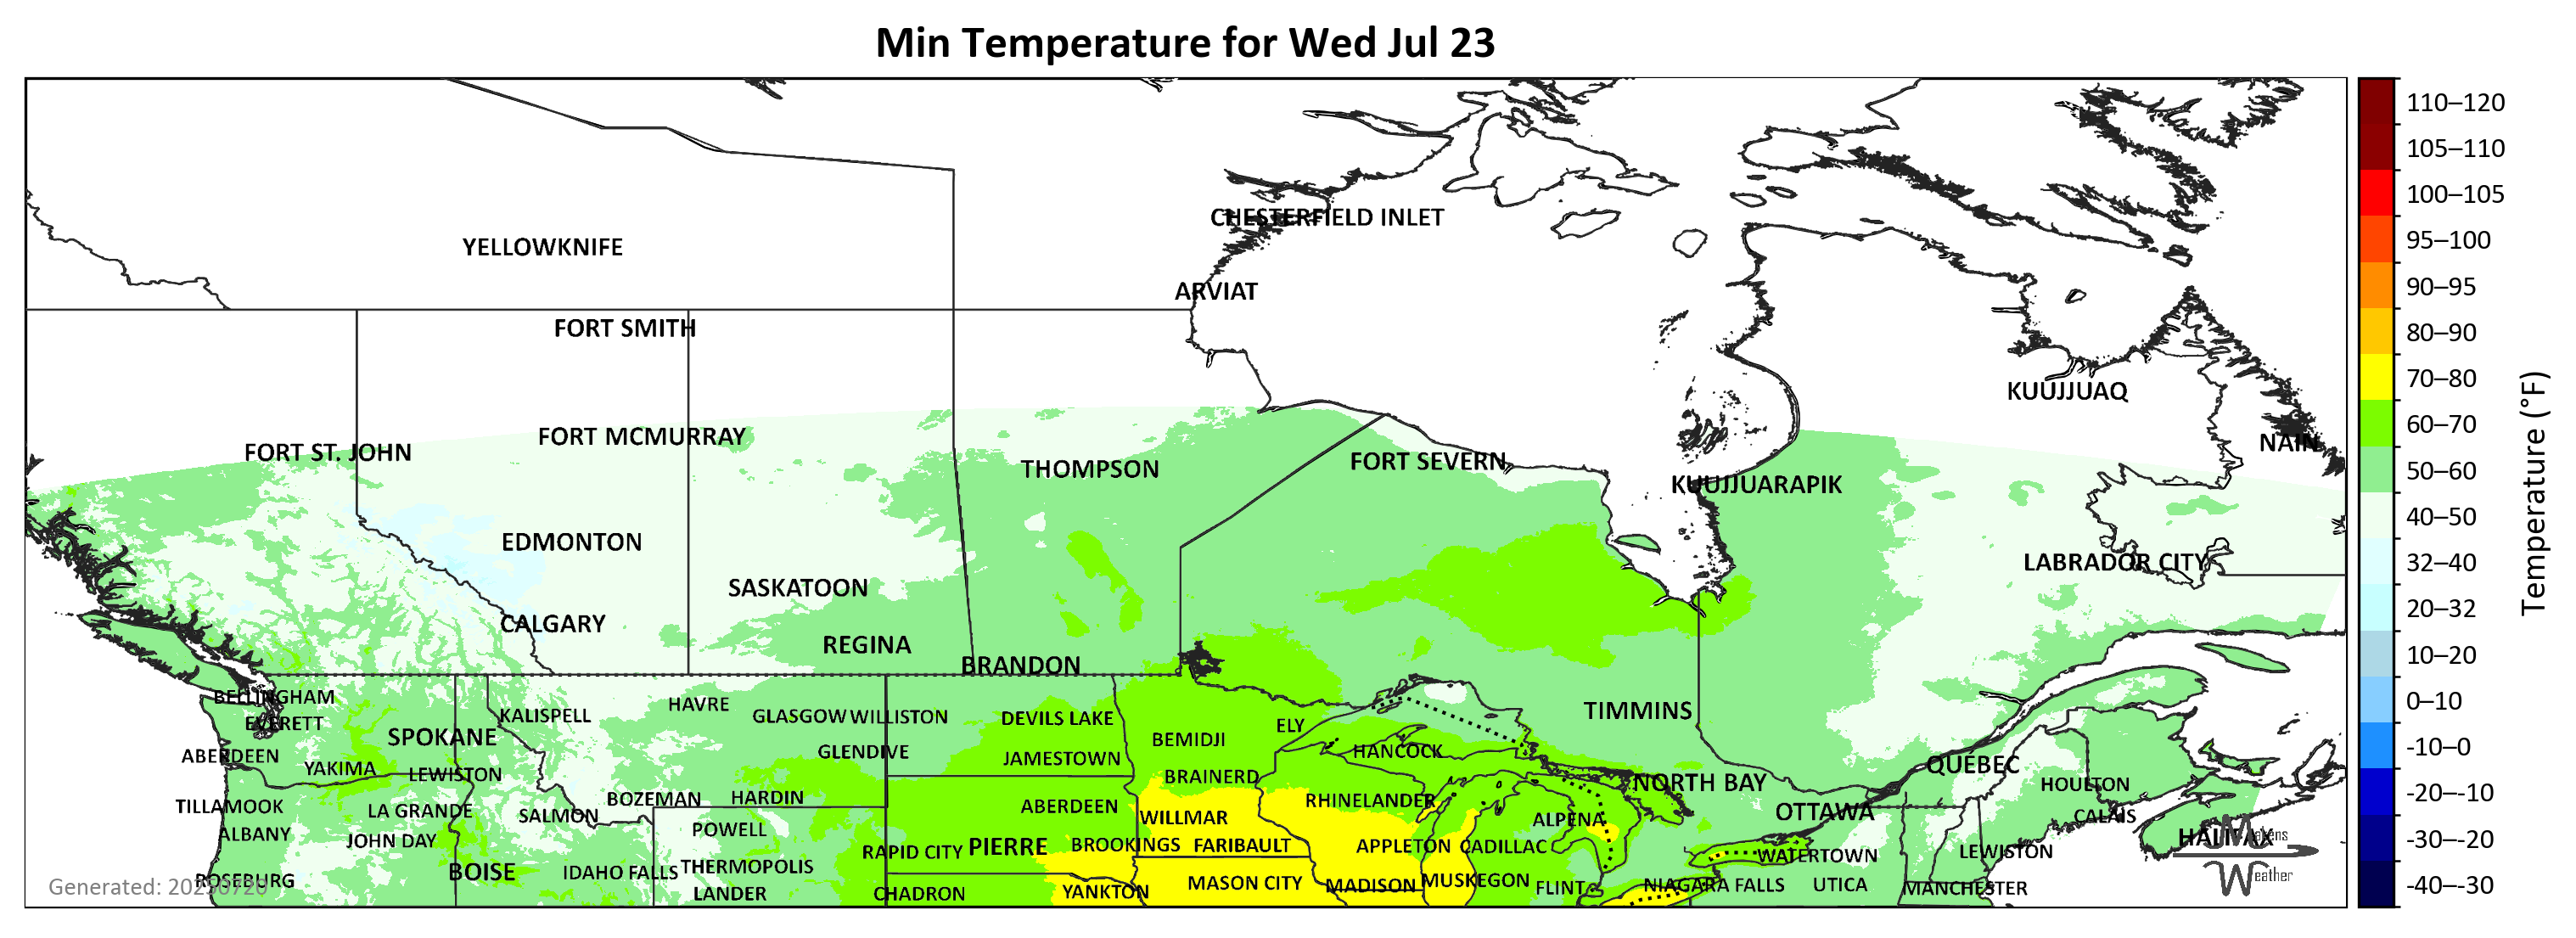 Min Temperature for Wed Jul 23
110–120
105–110
100–105
95–100
90–95
80–90
70–80
60–70
50–60
40–50
32–40
20–32
10–20
0–10
-10–0
-20–-10
-30–-20
-40–-30
Temperature (°F)
CHESTERFIELD INLET
YELLOWKNIFE
ARVIAT
FORT SMITH
KUUJJUAQ
FORT MCMURRAY
NAIN
FORT ST. JOHN
FORT SEVERN
THOMPSON
KUUJJUARAPIK
EDMONTON
LABRADOR CITY
SASKATOON
CALGARY
REGINA
BRANDON
BELLINGHAM
HAVRE
TIMMINS
KALISPELL
GLASGOW
WILLISTON
DEVILS LAKE
EVERETT
ELY
SPOKANE
BEMIDJI
GLENDIVE
HANCOCK
ABERDEEN
JAMESTOWN
QUEBEC
YAKIMA
LEWISTON
BRAINERD
NORTH BAY
HOULTON
BOZEMAN
HARDIN
RHINELANDER
TILLAMOOK
LA GRANDE
ABERDEEN
OTTAWA
SALMON
WILLMAR
CALAIS
ALPENA
POWELL
ALBANY
HALIFAX
JOHN DAY
PIERRE
BROOKINGS
FARIBAULT
APPLETON
CADILLAC
RAPID CITY
LEWISTON
WATERTOWN
THERMOPOLIS
BOISE
IDAHO FALLS
ROSEBURG
MUSKEGON
MASON CITY
MADISON
NIAGARA FALLS
UTICA
FLINT
MANCHESTER
YANKTON
LANDER
CHADRON
Generated: 20250720
Makens
Weather